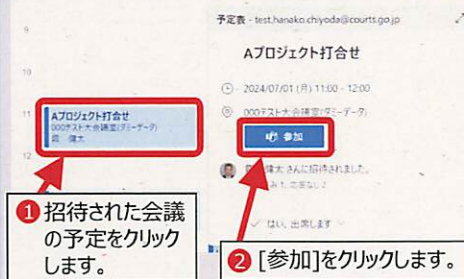 予定表 - test.hanako.chiyoda@courts.go.jp
Aプロジェクト打合せ
2024/07/01 (月) 11:00 - 12:00
000テスト大会議室(ダミーデータ)
参加
健太 さんに招待されました。
はい、出席します
9
10
11
12
Aプロジェクト打合せ
000テスト大会議室(ダミーデータ)
健太
❶ 招待された会議
の予定をクリック
します。
❷ [参加]をクリックします。